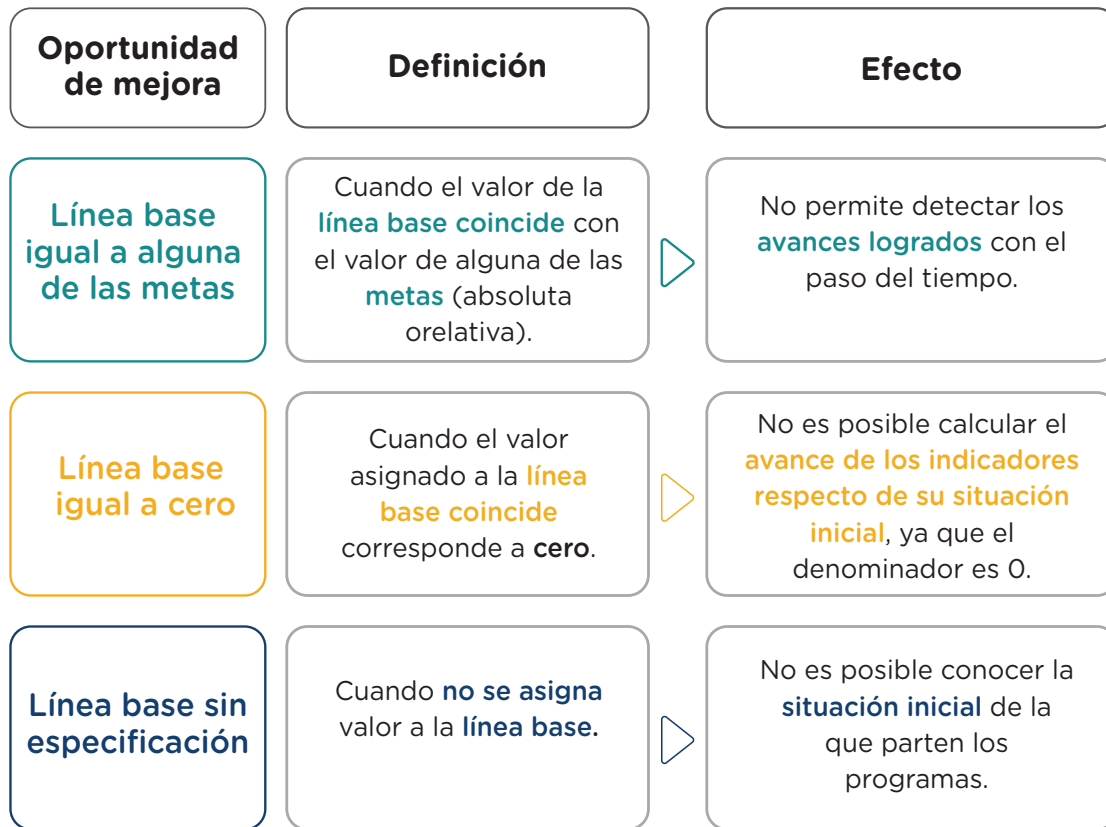 Oportunidad
de mejora
Definición
Efecto
Línea base
igual a alguna
de las metas
Cuando el valor de la
línea base coincide con
el valor de alguna de las
metas (absoluta
orelativa).
No permite detectar los
avances logrados con el
paso del tiempo.
Línea base
igual a cero
Cuando el valor
asignado a la línea
base coincide
corresponde a cero.
No es posible calcular el
avance de los indicadores
respecto de su situación
inicial, ya que el
denominador es 0.
Línea base sin
especificación
Cuando no se asigna
valor a la línea base.
No es posible conocer la
situación inicial de la
que parten los
programas.